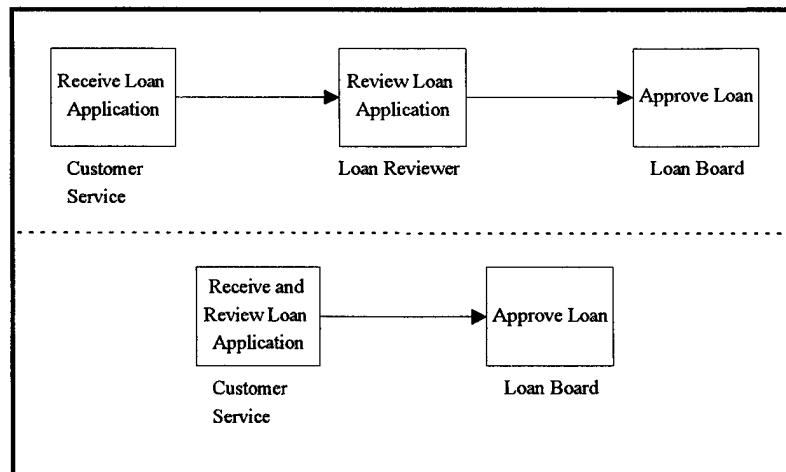 Receive Loan
Application
Review Loan
Application
Approve Loan
Customer
Service
Loan Reviewer
Loan Board
Receive and
Review Loan
Application
Approve Loan
Customer
Service
Loan Board